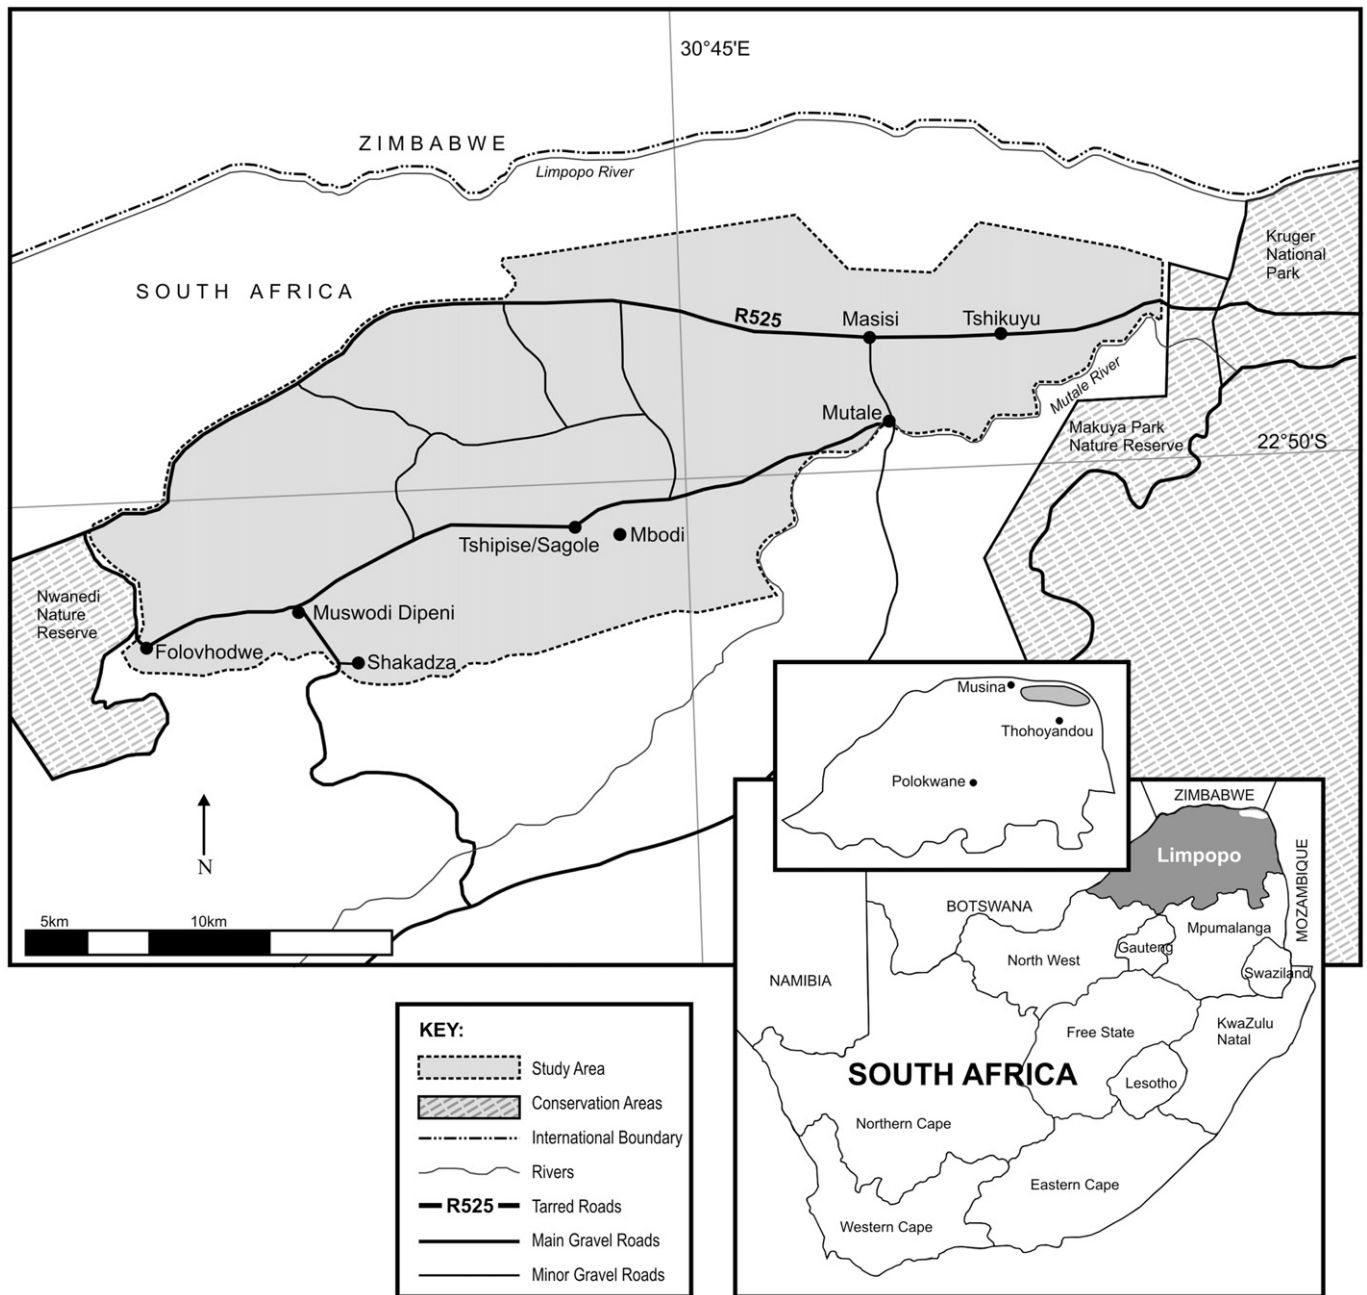 30°45'E
ZIMBABWE
Limpopo River
Kruger
National
Park
SOUTH AFRICA
R525
Masisi
Tshikuyu
Mutale River
Mutale
Makuya Park
Nature Reserve
22°50'S
Tshipise/Sagole
Mbodi
Nwanedi
Nature
Reserve
Muswodi Dipeni
Folovhodwe
Shakadza
N
5km
10km
Musina
Thohoyandou
Polokwane
ZIMBABWE
Limpopo
MOZAMBIQUE
BOTSWANA
Mpumalanga
Gauteng
North West
Swaziland
NAMIBIA
Free State
KwaZulu
Natal
SOUTH AFRICA
Lesotho
Northern Cape
Eastern Cape
Western Cape
KEY:
Study Area
Conservation Areas
International Boundary
Rivers
R525 Tarred Roads
Main Gravel Roads
Minor Gravel Roads